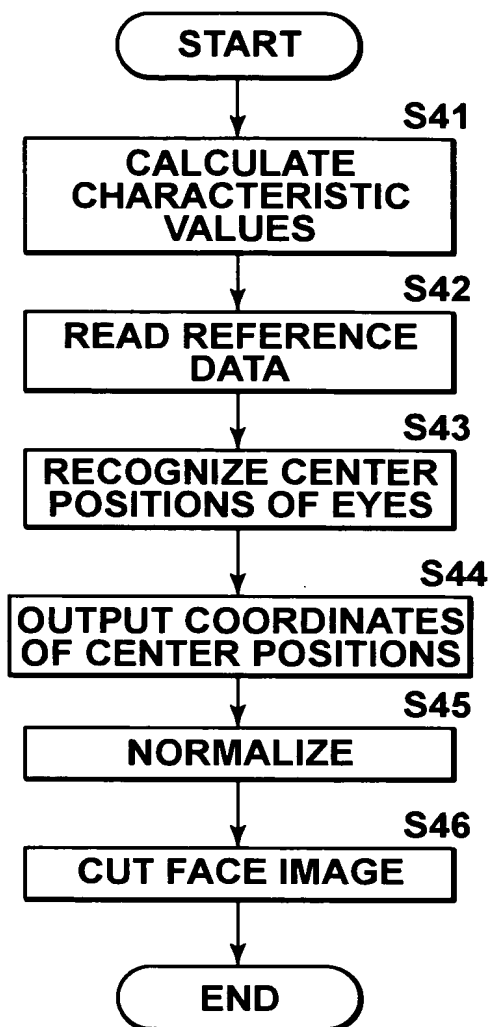 START
S41
CALCULATE
CHARACTERISTIC
VALUES
S42
READ REFERENCE
DATA
S43
RECOGNIZE CENTER
POSITIONS OF EYES
S44
OUTPUT COORDINATES
OF CENTER POSITIONS
S45
NORMALIZE
S46
CUT FACE IMAGE
END